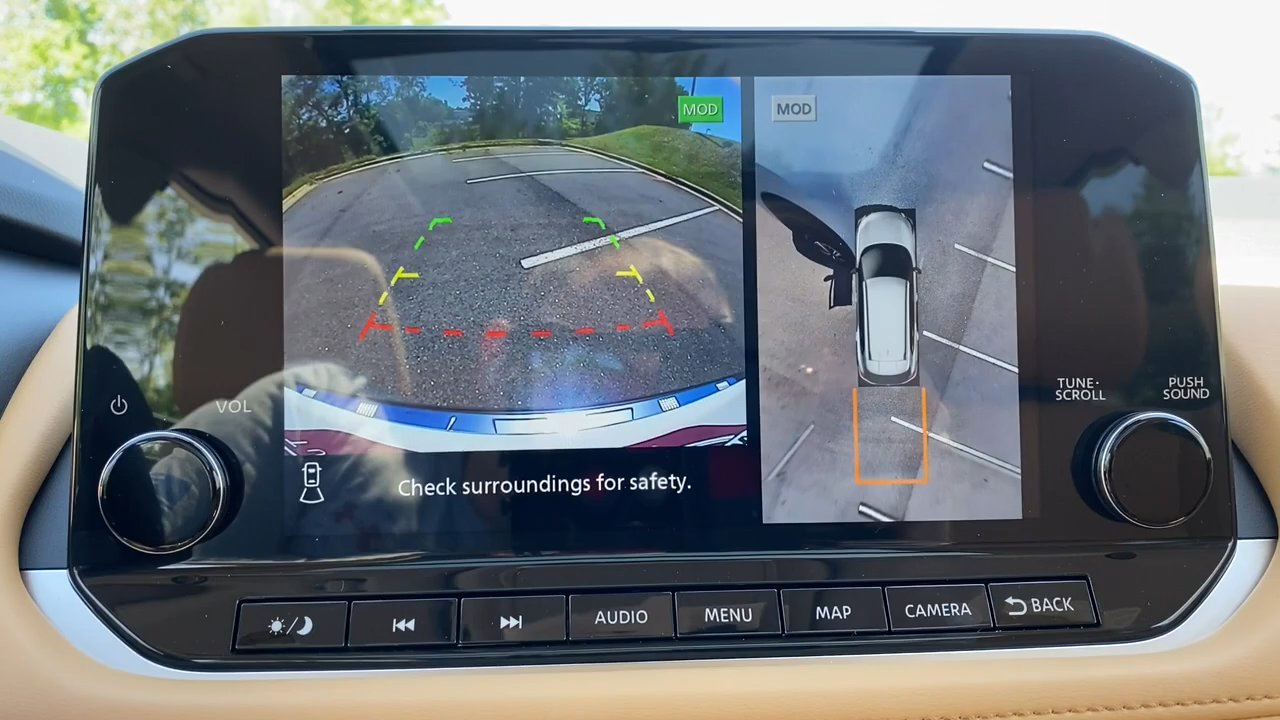 MOD
MOD
VOL
TUNE·
SCROLL
PUSH
SOUND
Check surroundings for safety.
AUDIO
MENU
MAP
CAMERA
BACK